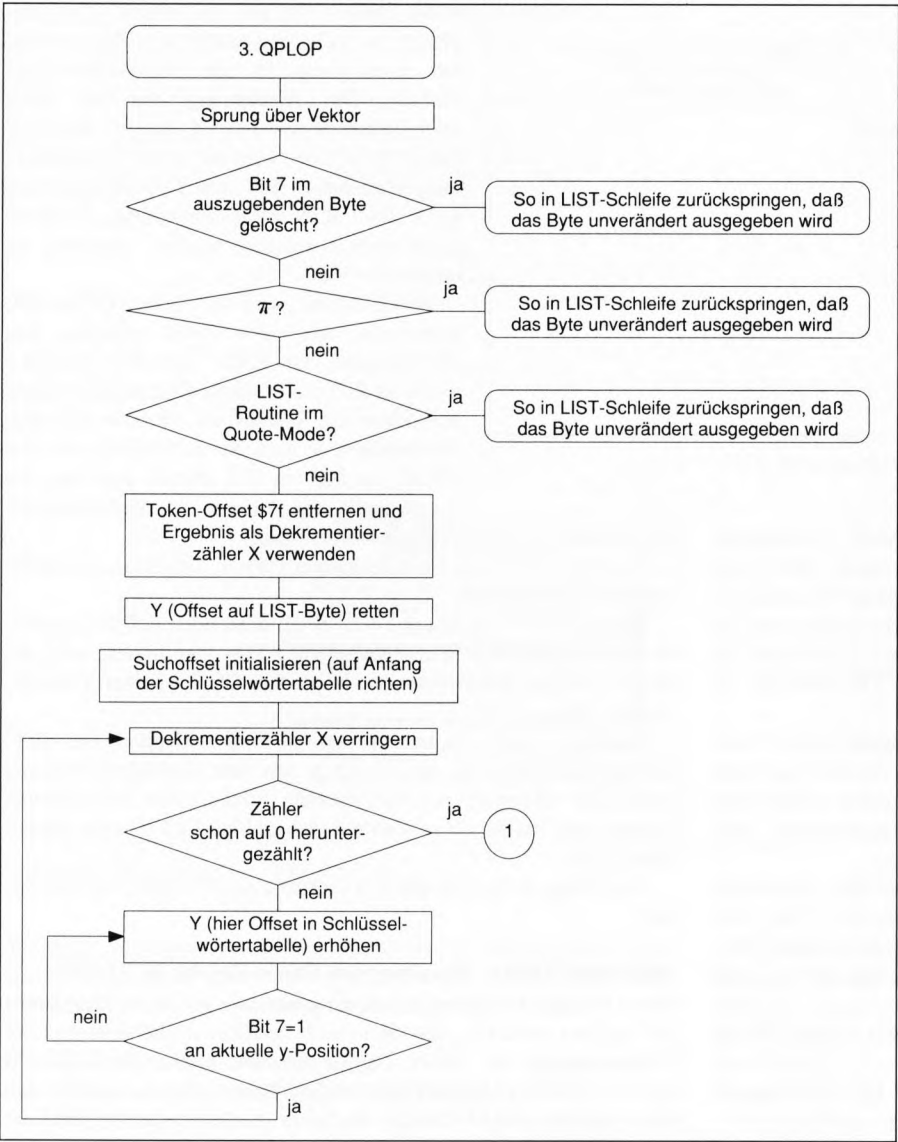 3. QPLOP
Sprung über Vektor
Bit 7 im
auszugebenden Byte
gelöscht?
ja
So in LIST-Schleife zurückspringen, daß
das Byte unverändert ausgegeben wird
nein
π ?
ja
So in LIST-Schleife zurückspringen, daß
das Byte unverändert ausgegeben wird
nein
LIST-
Routine im
Quote-Mode?
ja
So in LIST-Schleife zurückspringen, daß
das Byte unverändert ausgegeben wird
nein
Token-Offset $7f entfernen und
Ergebnis als Dekrementier-
zähler X verwenden
Y (Offset auf LIST-Byte) retten
Suchoffset initialisieren (auf Anfang
der Schlüsselwörtertabelle richten)
Dekrementierzähler X verringern
Zähler
schon auf 0 herunter-
gezählt?
ja
1
nein
Y (hier Offset in Schlüssel-
wörtertabelle) erhöhen
nein
Bit 7=1
an aktuelle y-Position?
ja